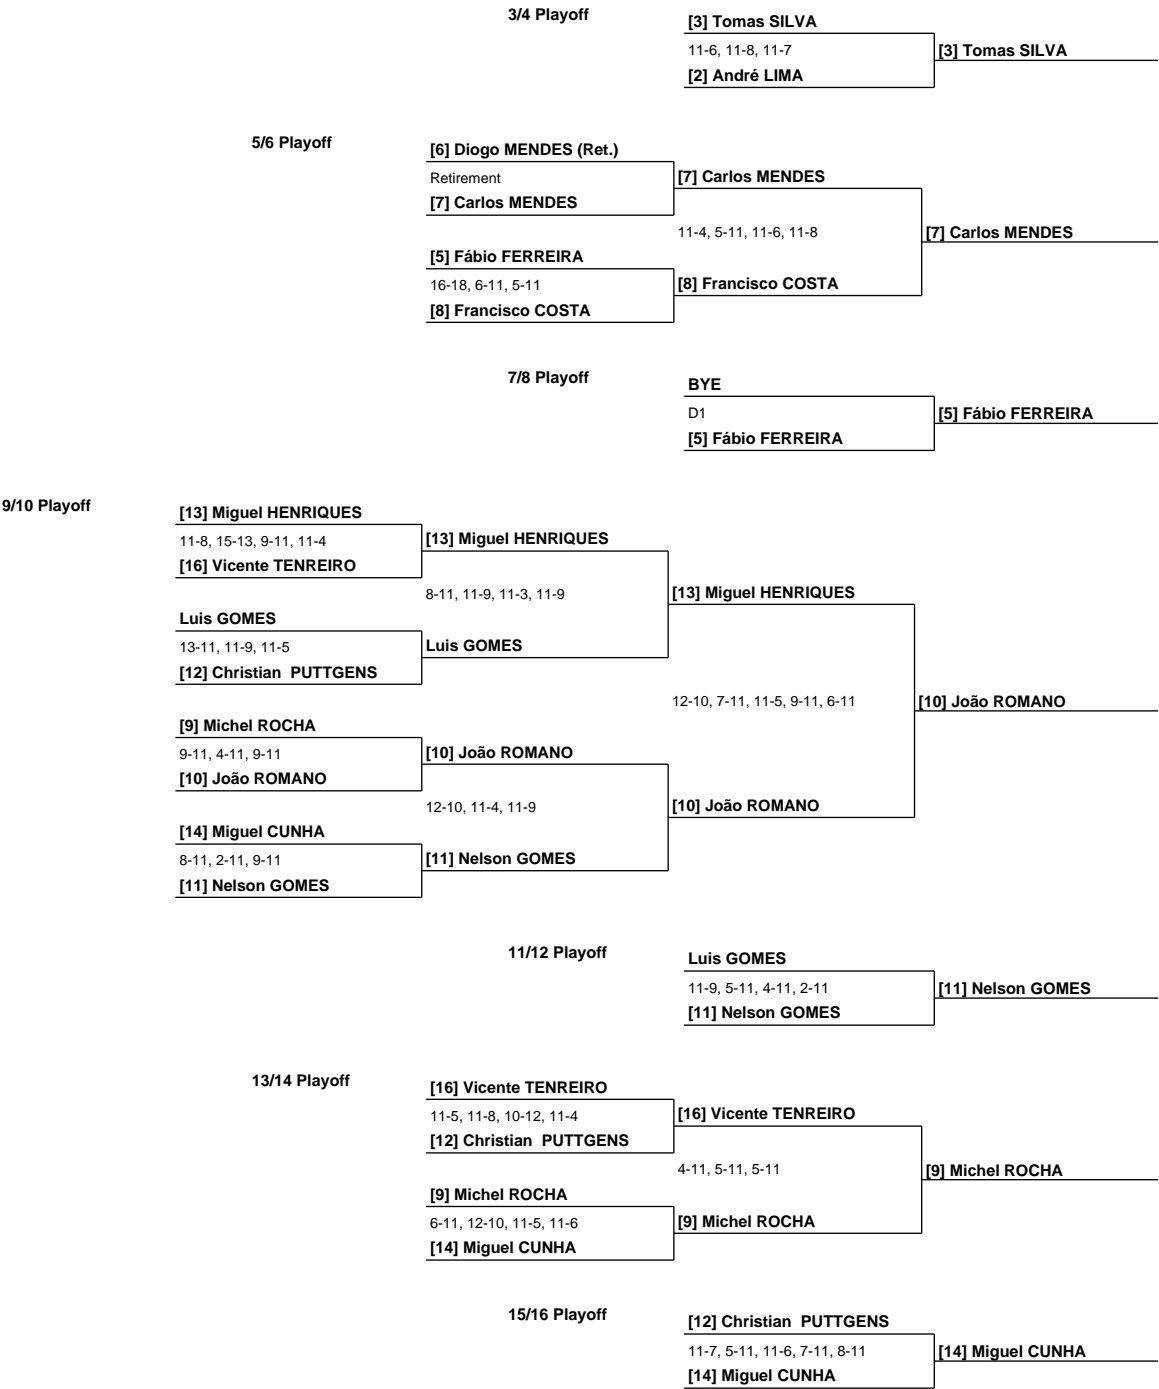 3/4 Playoff
[3] Tomas SILVA
11-6, 11-8, 11-7
[3] Tomas SILVA
[2] André LIMA
5/6 Playoff
[6] Diogo MENDES (Ret.)
Retirement
[7] Carlos MENDES
[7] Carlos MENDES
11-4, 5-11, 11-6, 11-8
[7] Carlos MENDES
[5] Fábio FERREIRA
16-18, 6-11, 5-11
[8] Francisco COSTA
[8] Francisco COSTA
7/8 Playoff
BYE
D1
[5] Fábio FERREIRA
[5] Fábio FERREIRA
9/10 Playoff
[13] Miguel HENRIQUES
11-8, 15-13, 9-11, 11-4
[13] Miguel HENRIQUES
[16] Vicente TENREIRO
8-11, 11-9, 11-3, 11-9
[13] Miguel HENRIQUES
Luis GOMES
13-11, 11-9, 11-5
Luis GOMES
[12] Christian  PUTTGENS
12-10, 7-11, 11-5, 9-11, 6-11
[10] João ROMANO
[9] Michel ROCHA
9-11, 4-11, 9-11
[10] João ROMANO
[10] João ROMANO
12-10, 11-4, 11-9
[10] João ROMANO
[14] Miguel CUNHA
8-11, 2-11, 9-11
[11] Nelson GOMES
[11] Nelson GOMES
11/12 Playoff
Luis GOMES
11-9, 5-11, 4-11, 2-11
[11] Nelson GOMES
[11] Nelson GOMES
13/14 Playoff
[16] Vicente TENREIRO
11-5, 11-8, 10-12, 11-4
[16] Vicente TENREIRO
[12] Christian  PUTTGENS
4-11, 5-11, 5-11
[9] Michel ROCHA
[9] Michel ROCHA
6-11, 12-10, 11-5, 11-6
[9] Michel ROCHA
[14] Miguel CUNHA
15/16 Playoff
[12] Christian  PUTTGENS
11-7, 5-11, 11-6, 7-11, 8-11
[14] Miguel CUNHA
[14] Miguel CUNHA